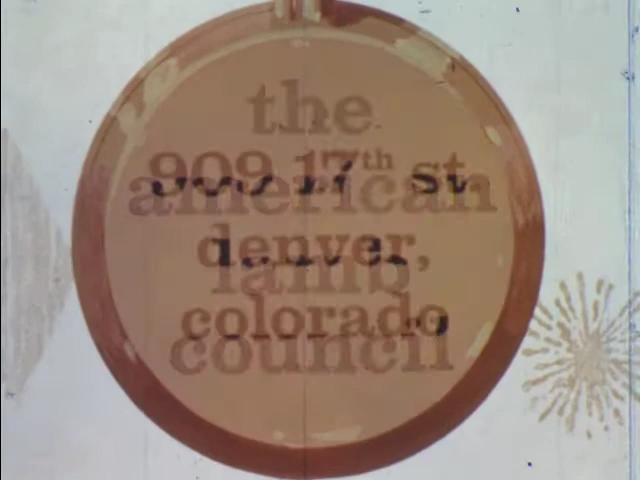 the
909 17th st.
american
denver,
lamb
colorado
council